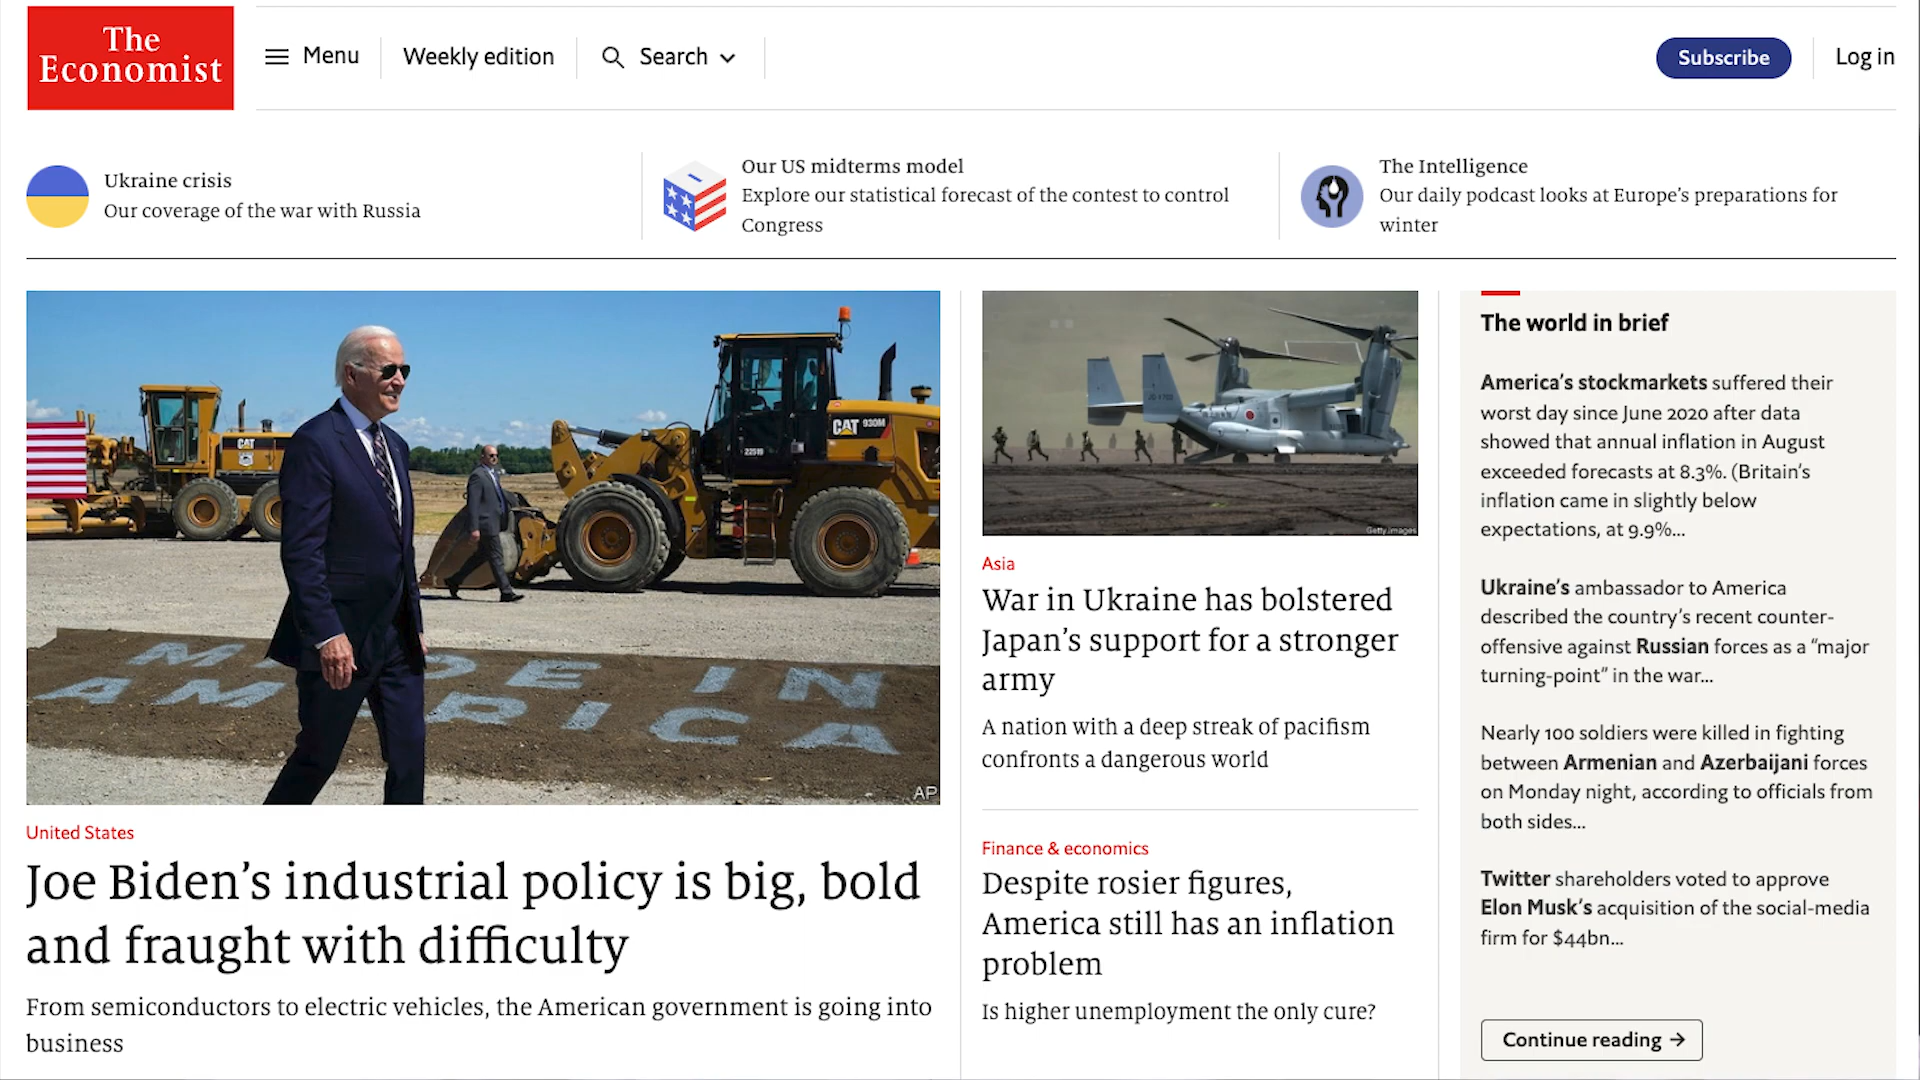 The
Economist
Menu
Weekly edition
Search
Subscribe
Log in
Ukraine crisis
Our coverage of the war with Russia
Our US midterms model
Explore our statistical forecast of the contest to control
Congress
The Intelligence
Our daily podcast looks at Europe’s preparations for
winter
CAT
CAT 930M
22519
MADE IN
AMERICA
AP
United States
Joe Biden’s industrial policy is big, bold
and fraught with difficulty
From semiconductors to electric vehicles, the American government is going into
business
Getty Images
Asia
War in Ukraine has bolstered
Japan’s support for a stronger
army
A nation with a deep streak of pacifism
confronts a dangerous world
Finance & economics
Despite rosier figures,
America still has an inflation
problem
Is higher unemployment the only cure?
The world in brief
America’s stockmarkets suffered their
worst day since June 2020 after data
showed that annual inflation in August
exceeded forecasts at 8.3%. (Britain’s
inflation came in slightly below
expectations, at 9.9%...
Ukraine’s ambassador to America
described the country’s recent counter-
offensive against Russian forces as a “major
turning-point” in the war...
Nearly 100 soldiers were killed in fighting
between Armenian and Azerbaijani forces
on Monday night, according to officials from
both sides...
Twitter shareholders voted to approve
Elon Musk’s acquisition of the social-media
firm for $44bn...
Continue reading →